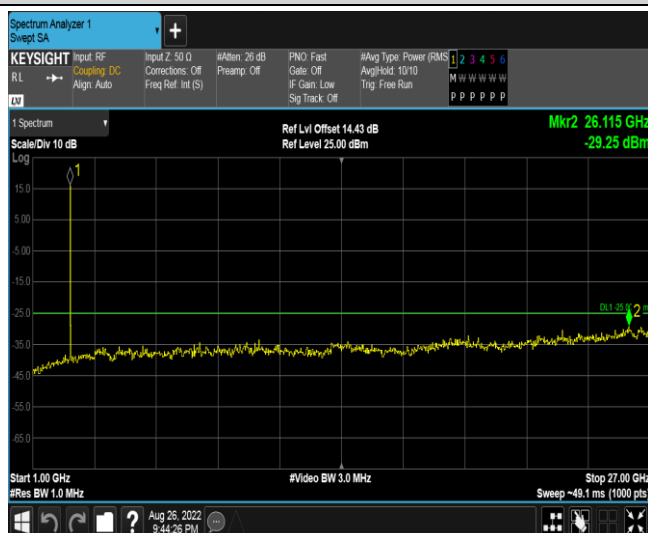 Spectrum Analyzer 1
Swept SA
+
KEYSIGHT
RL
LXI
Input: RF
Coupling: DC
Align: Auto
Input Z: 50 Ω
Corrections: Off
Freq Ref: Int (S)
#Atten: 26 dB
Preamp: Off
PNO: Fast
Gate: Off
IF Gain: Low
Sig Track: Off
#Avg Type: Power (RMS
Avg|Hold: 10/10
Trig: Free Run
1 2 3 4 5 6
M W W W W W
P P P P P P
1 Spectrum
Scale/Div 10 dB
Ref Lvl Offset 14.43 dB
Ref Level 25.00 dBm
Mkr2 26.115 GHz
-29.25 dBm
Log
15.0
5.00
-5.00
-15.0
-25.0
-35.0
-45.0
-55.0
-65.0
1
2
Start 1.00 GHz
#Res BW 1.0 MHz
#Video BW 3.0 MHz
Stop 27.00 GHz
Sweep ~49.1 ms (1000 pts)
?
Aug 26, 2022
9:44:26 PM